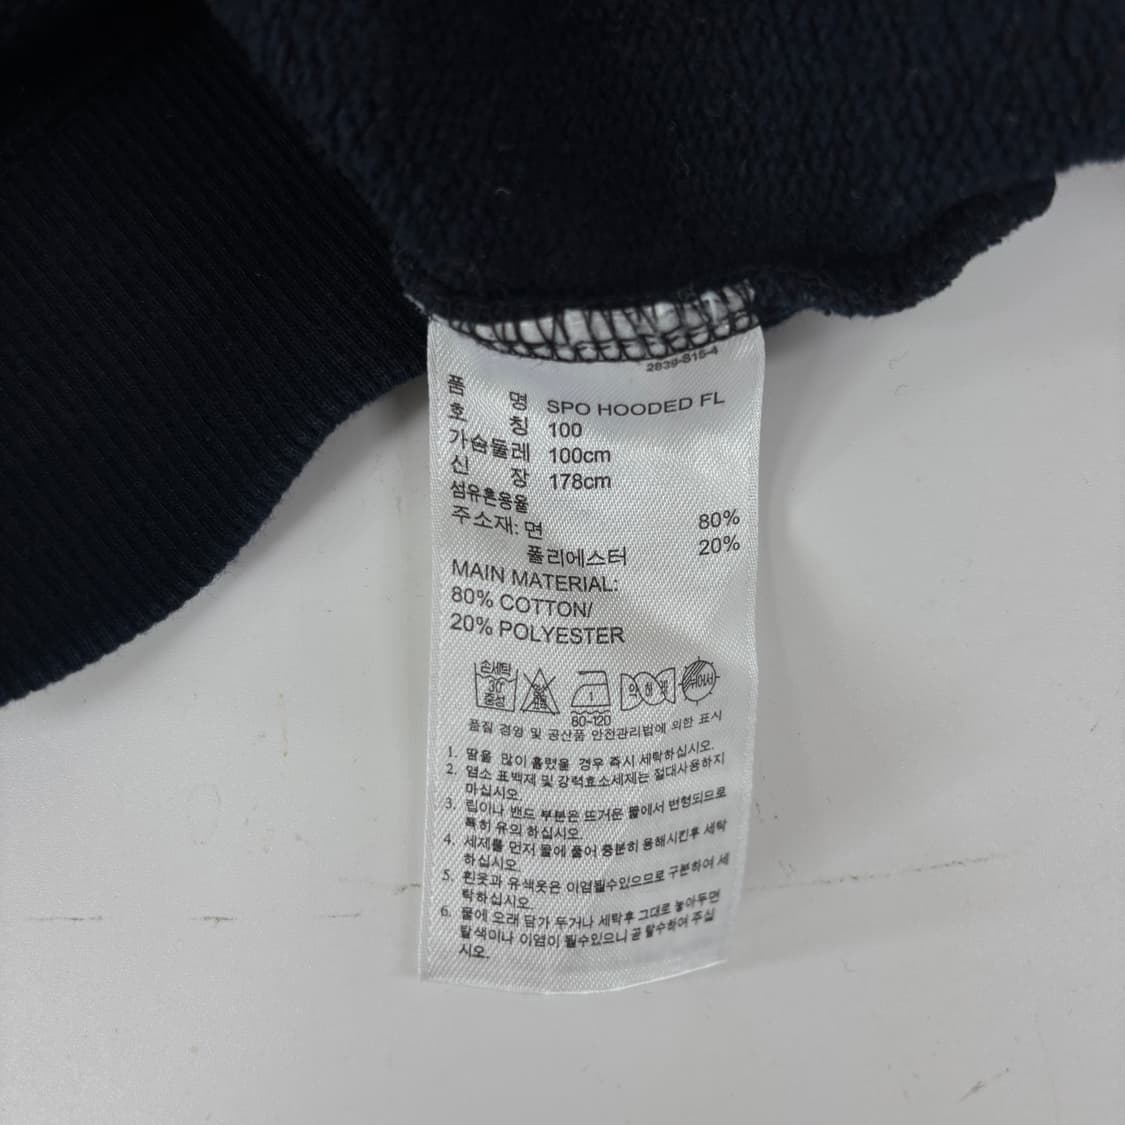 2839-S15-4
품 명 SPO HOODED FL
호 칭 100
가슴둘레 100cm
신 장 178cm
섬유혼용율
주소재: 면 80%
폴리에스터 20%
MAIN MATERIAL:
80% COTTON/
20% POLYESTER
손세탁
30°
중성
80-120
품질 경영 및 공산품 안전관리법에 의한 표시
1. 땀을 많이 흘렸을 경우 즉시 세탁하십시오.
2. 염소 표백제 및 강력효소세제는 절대사용하지
마십시오.
3. 립이나 밴드 부분은 뜨거운 물에서 변형되므로
특히 유의 하십시오.
4. 세제를 먼저 물에 풀어 충분히 용해시킨후 세탁
하십시오.
5. 흰옷과 유색옷은 이염될수있으므로 구분하여 세
탁하십시오.
6. 물에 오래 담가 두거나 세탁후 그대로 놓아두면
탈색이나 이염이 될수있으니 곧 탈수하여 주십
시오.